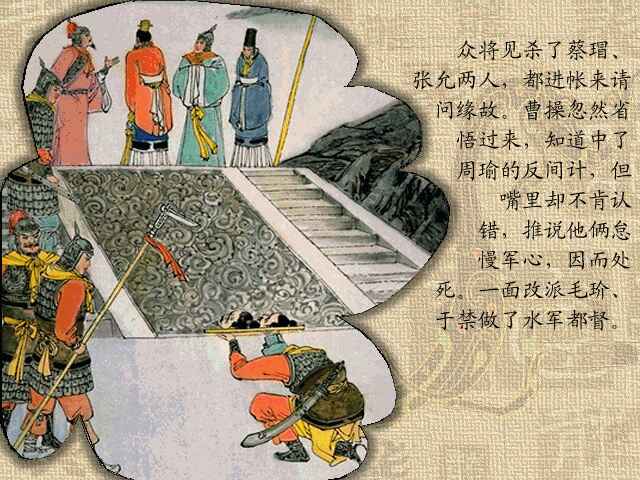 众将见杀了蔡瑁、
张允两人，都进帐来请
问缘故。曹操忽然省
悟过来，知道中了
周瑜的反间计，但
嘴里却不肯认
错，推说他俩怠
慢军心，因而处
死。一面改派毛玠、
于禁做了水军都督。